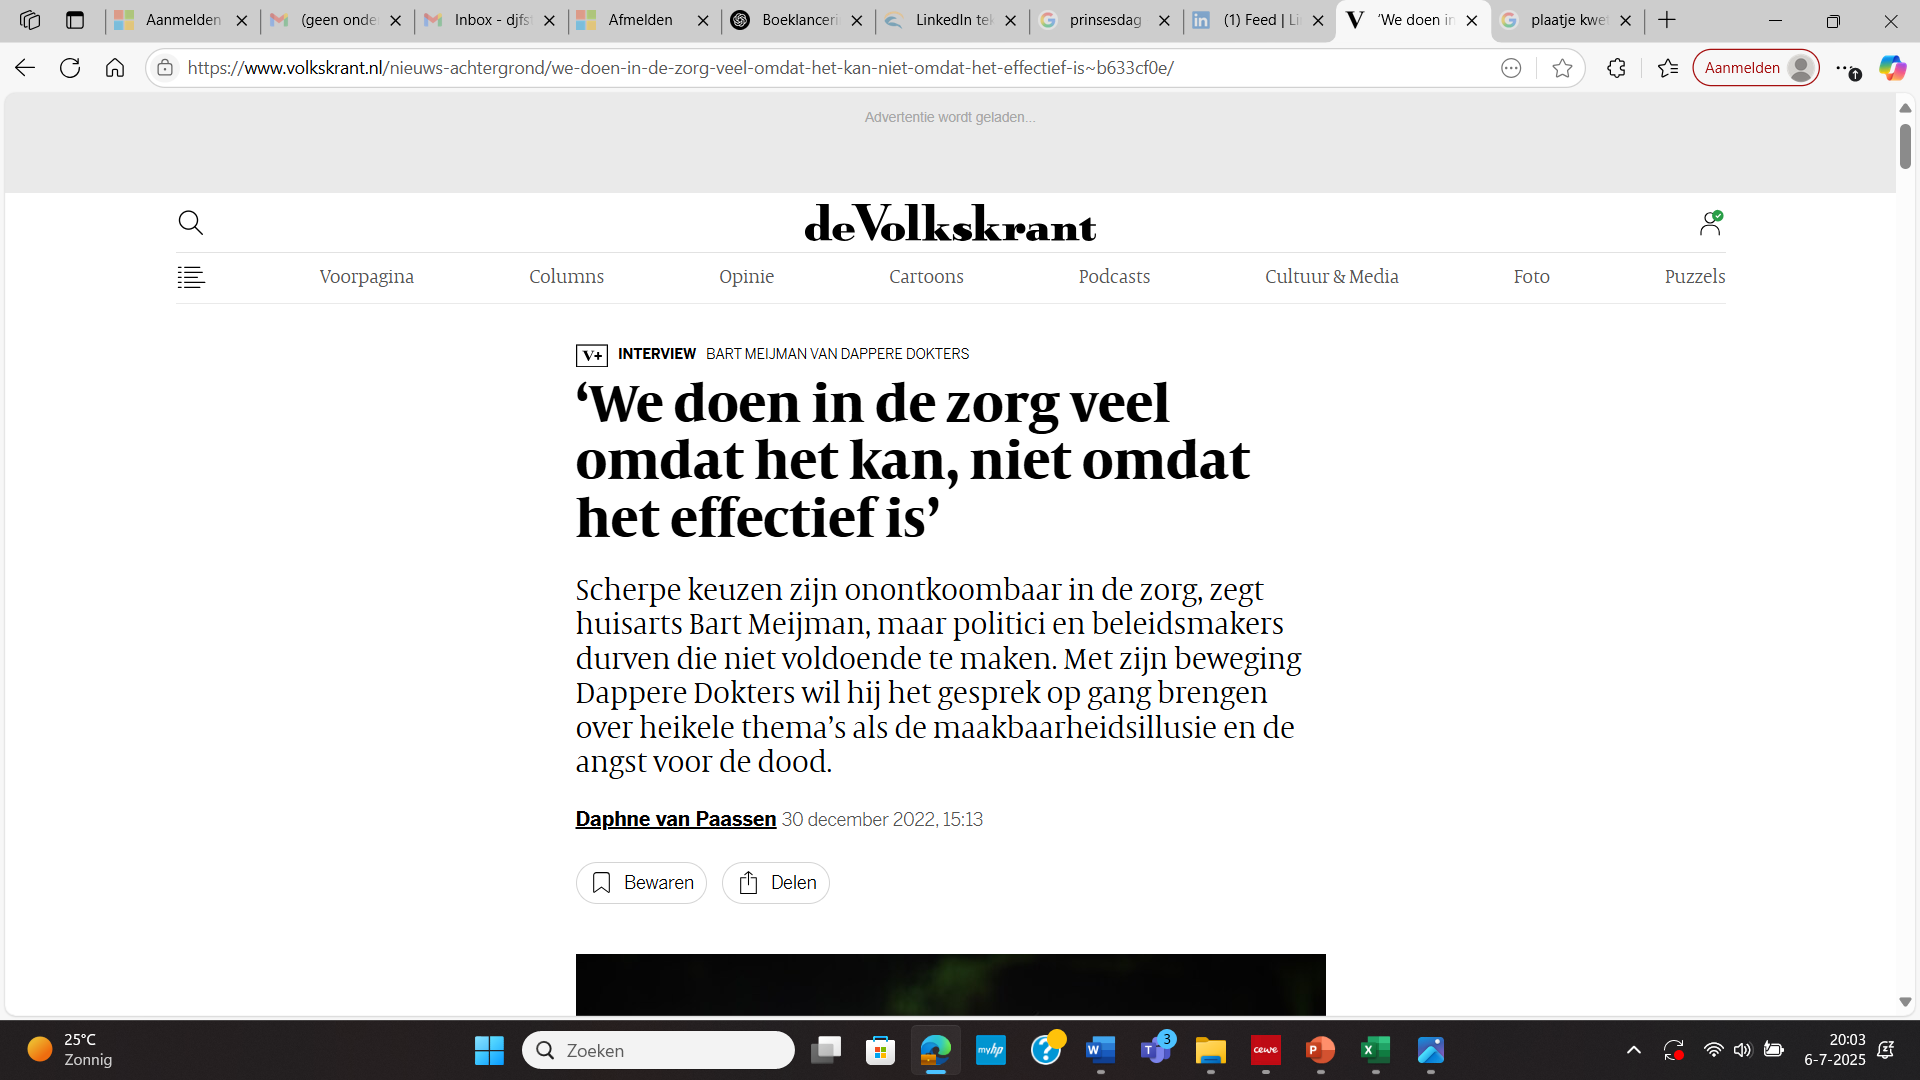 Aanmelden
(geen onde
Inbox - djfs
Afmelden
Boeklanceri
LinkedIn te
prinsesdag
(1) Feed | Li
'We doen in
plaatje kwe
https://www.volkskrant.nl/nieuws-achtergrond/we-doen-in-de-zorg-veel-omdat-het-kan-niet-omdat-het-effectief-is~b633cf0e/
Aanmelden
Advertentie wordt geladen...
deVolkskrant
Voorpagina
Columns
Opinie
Cartoons
Podcasts
Cultuur & Media
Foto
Puzzels
V+ INTERVIEW BART MEIJMAN VAN DAPPERE DOKTERS
‘We doen in de zorg veel
omdat het kan, niet omdat
het effectief is’
Scherpe keuzen zijn onontkoombaar in de zorg, zegt
huisarts Bart Meijman, maar politici en beleidsmakers
durven die niet voldoende te maken. Met zijn beweging
Dappere Dokters wil hij het gesprek op gang brengen
over heikele thema’s als de maakbaarheidsillusie en de
angst voor de dood.
Daphne van Paassen 30 december 2022, 15:13
Bewaren
Delen
25°C
Zonnig
Zoeken
myhp
3
cewe
20:03
6-7-2025